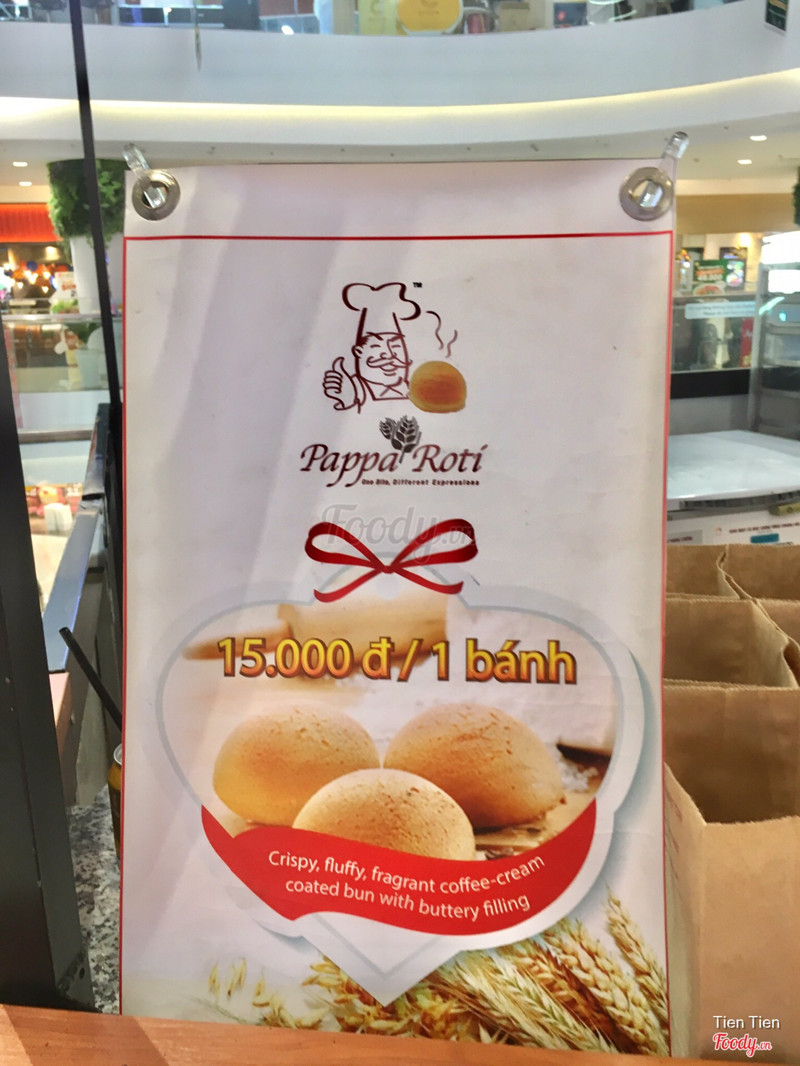 TM
Pappa Roti
One Bite, Different Expressions
Foody.vn
15.000 đ / 1 bánh
Crispy, fluffy, fragrant coffee-cream
coated bun with buttery filling
Tien Tien
Foody.vn